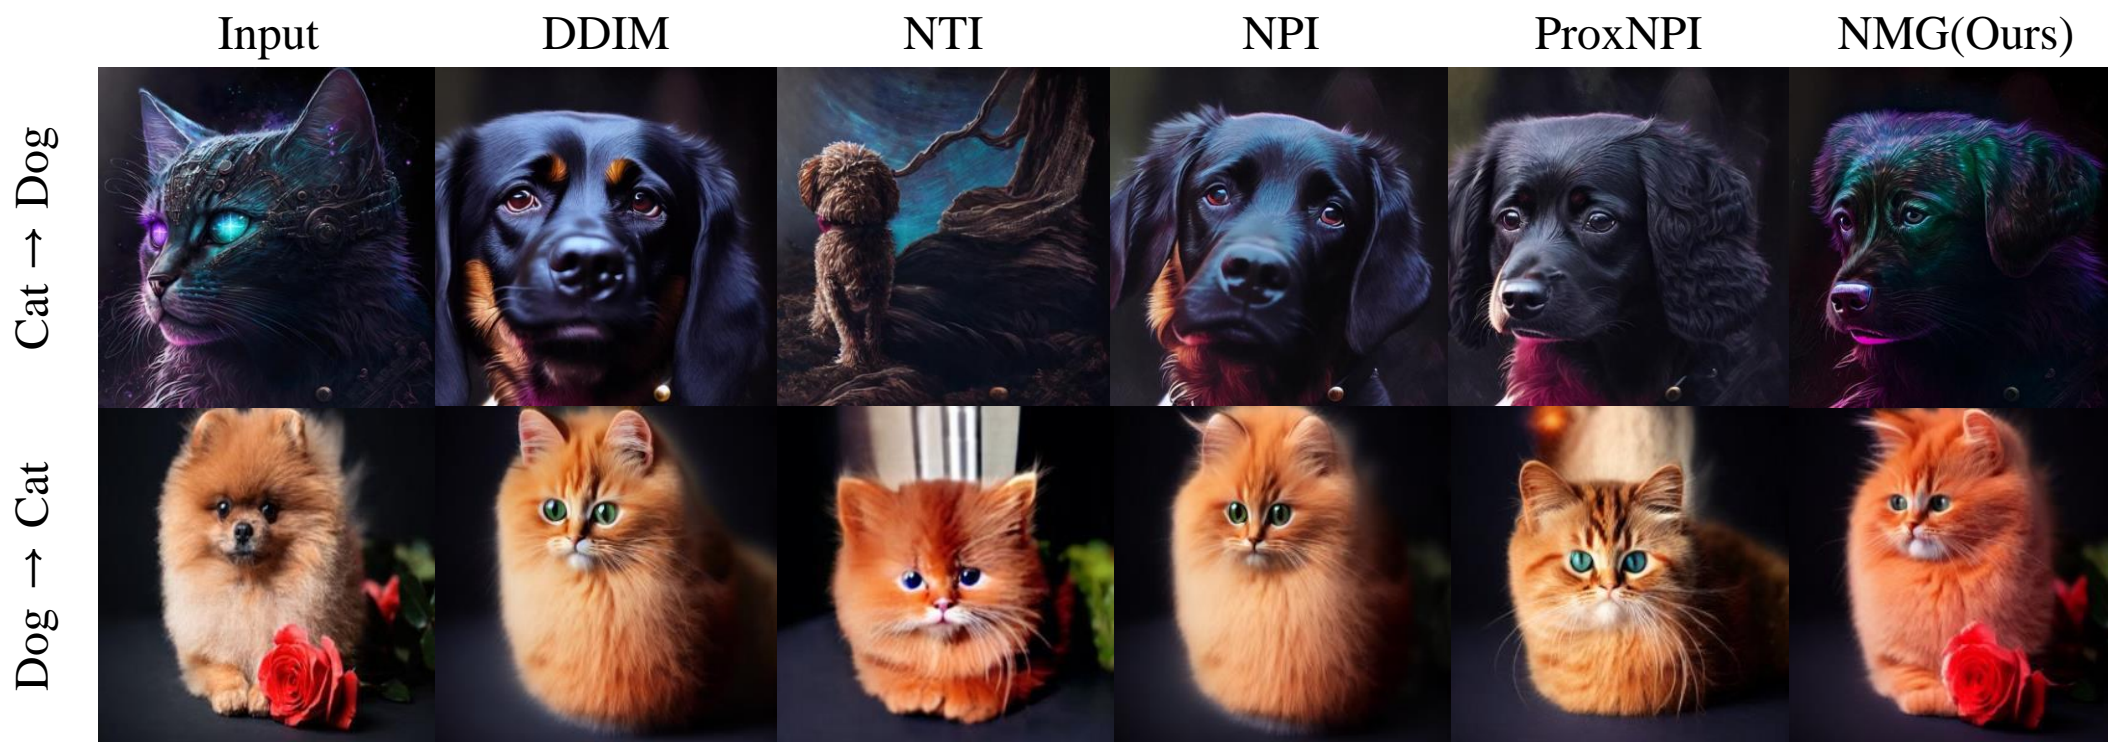 Input DDIM NTI NPI ProxNPI NMG(Ours)
Cat → Dog
Dog → Cat